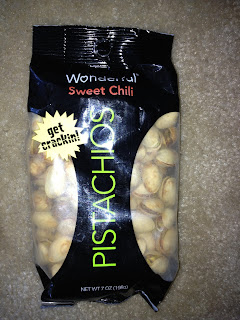 Wonderful
Sweet Chili
get
crackin!
PISTACHIOS
NET WT 7 OZ (198g)